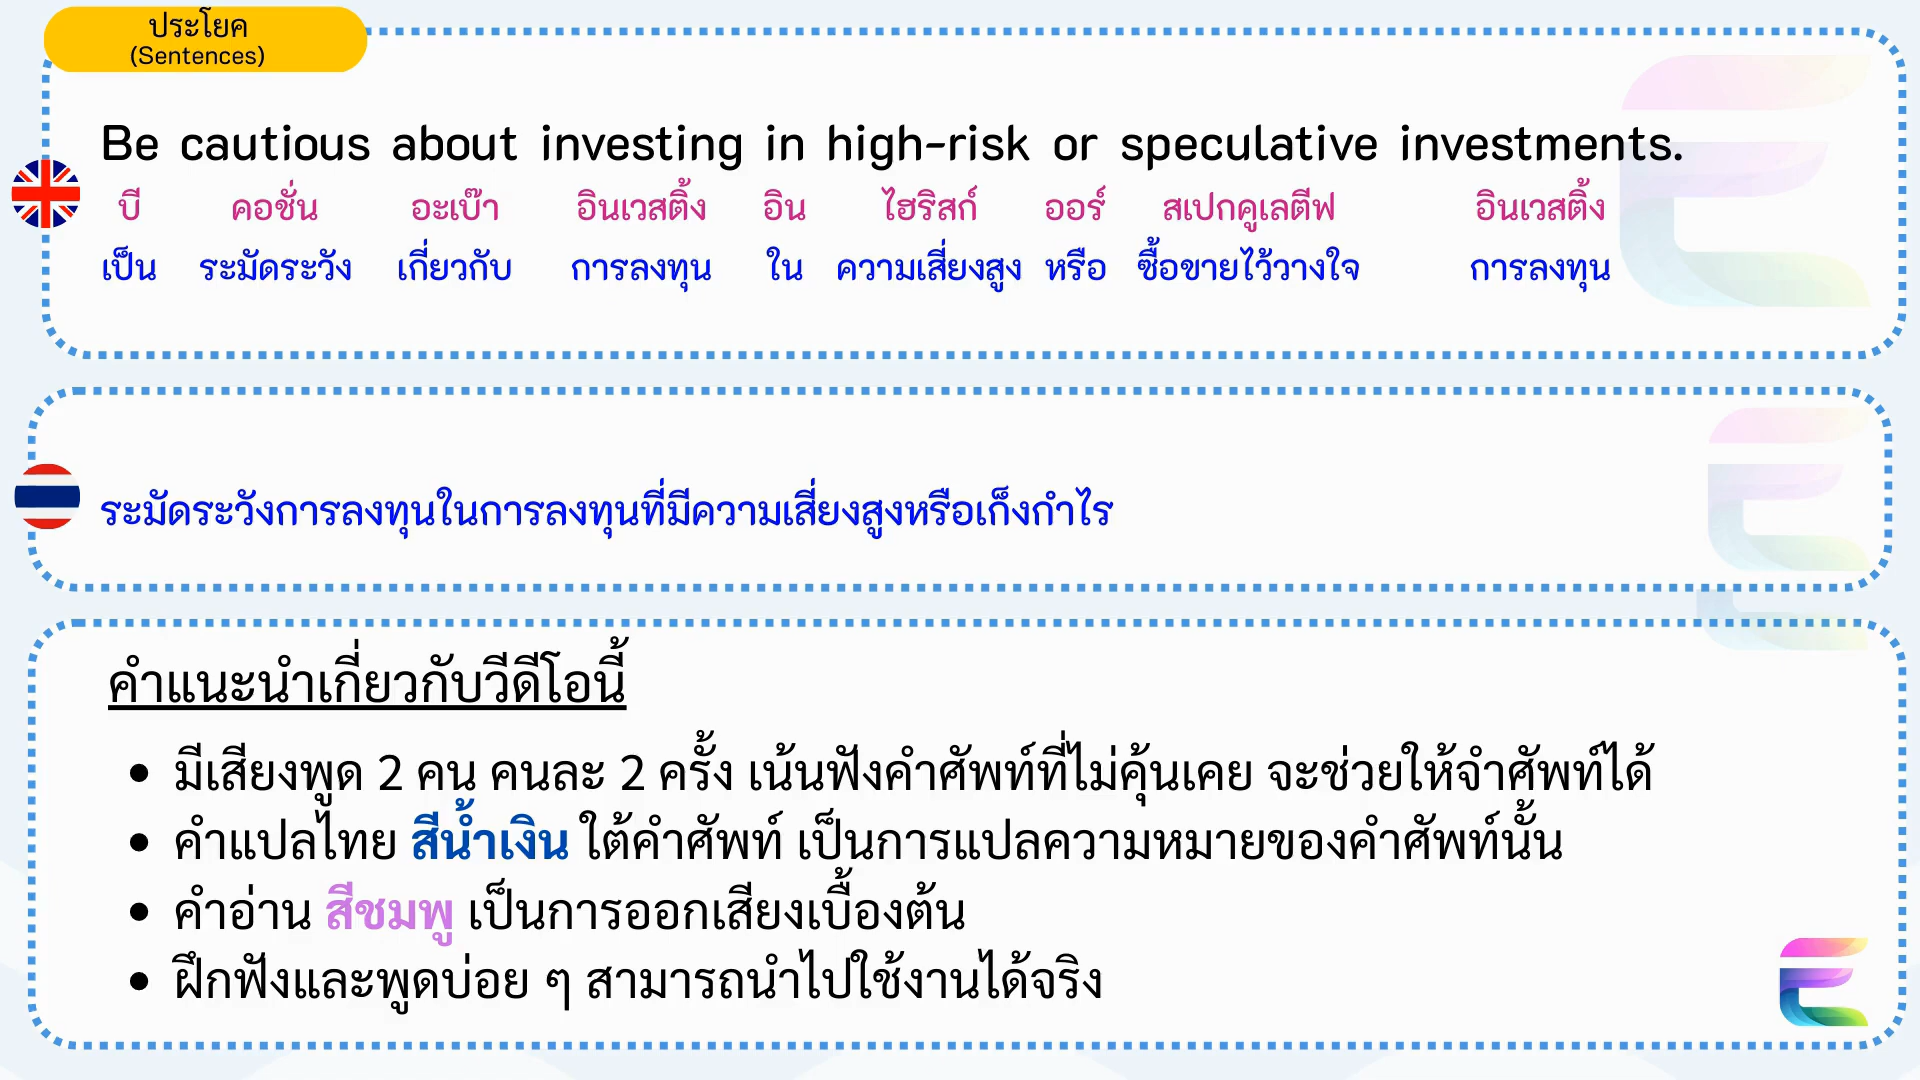 ประโยค
(Sentences)
Be cautious about investing in high-risk or speculative investments.
บี คอชั่น อะเบ๊า อินเวสติ้ง อิน ไฮริสก์ ออร์ สเปกคูเลตีฟ อินเวสติ้ง
เป็น ระมัดระวัง เกี่ยวกับ การลงทุน ใน ความเสี่ยงสูง หรือ ซื้อขายไว้วางใจ การลงทุน
ระมัดระวังการลงทุนในการลงทุนที่มีความเสี่ยงสูงหรือเก็งกำไร
คำแนะนำเกี่ยวกับวีดีโอนี้
• มีเสียงพูด 2 คน คนละ 2 ครั้ง เน้นฟังคำศัพท์ที่ไม่คุ้นเคย จะช่วยให้จำศัพท์ได้
• คำแปลไทย สีน้ำเงิน ใต้คำศัพท์ เป็นการแปลความหมายของคำศัพท์นั้น
• คำอ่าน สีชมพู เป็นการออกเสียงเบื้องต้น
• ฝึกฟังและพูดบ่อย ๆ สามารถนำไปใช้งานได้จริง